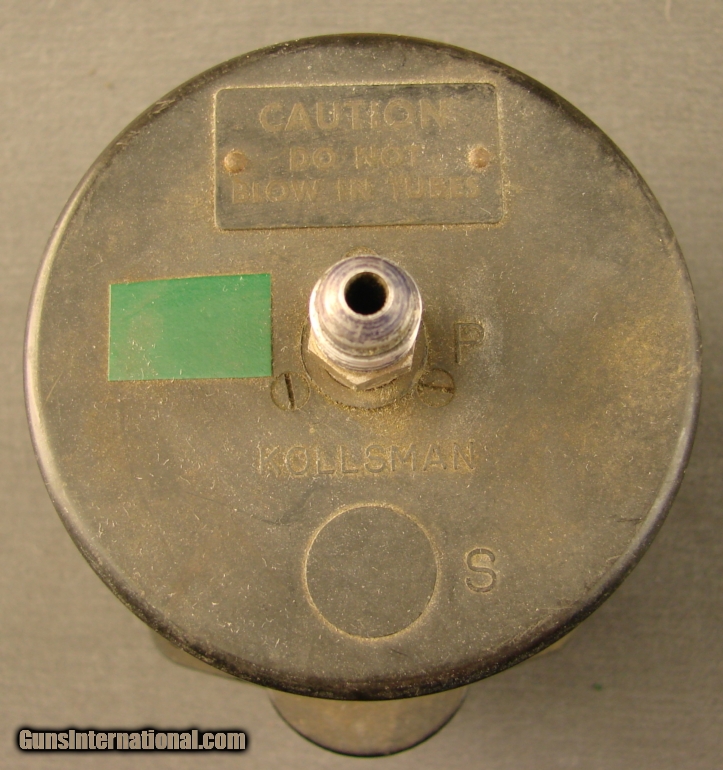 CAUTION
DO NOT
BLOW IN TUBES
P
KOLLSMAN
S
GunsInternational.com